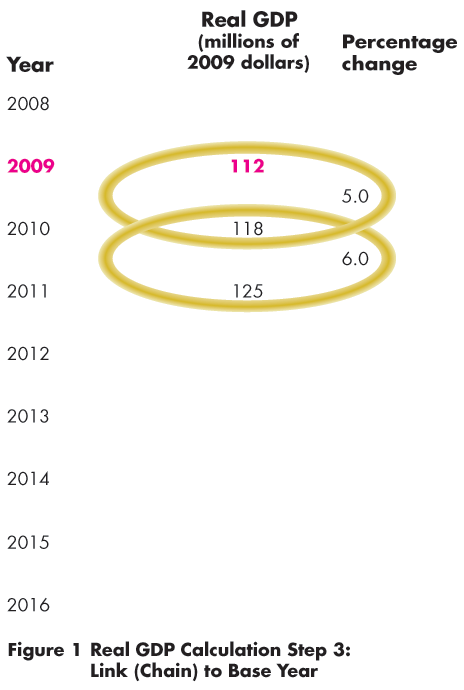 Real GDP
(millions of
2009 dollars)
Percentage
change
Year
2008
2009 112
5.0
2010 118
6.0
2011 125
2012
2013
2014
2015
2016
Figure 1 Real GDP Calculation Step 3:
Link (Chain) to Base Year